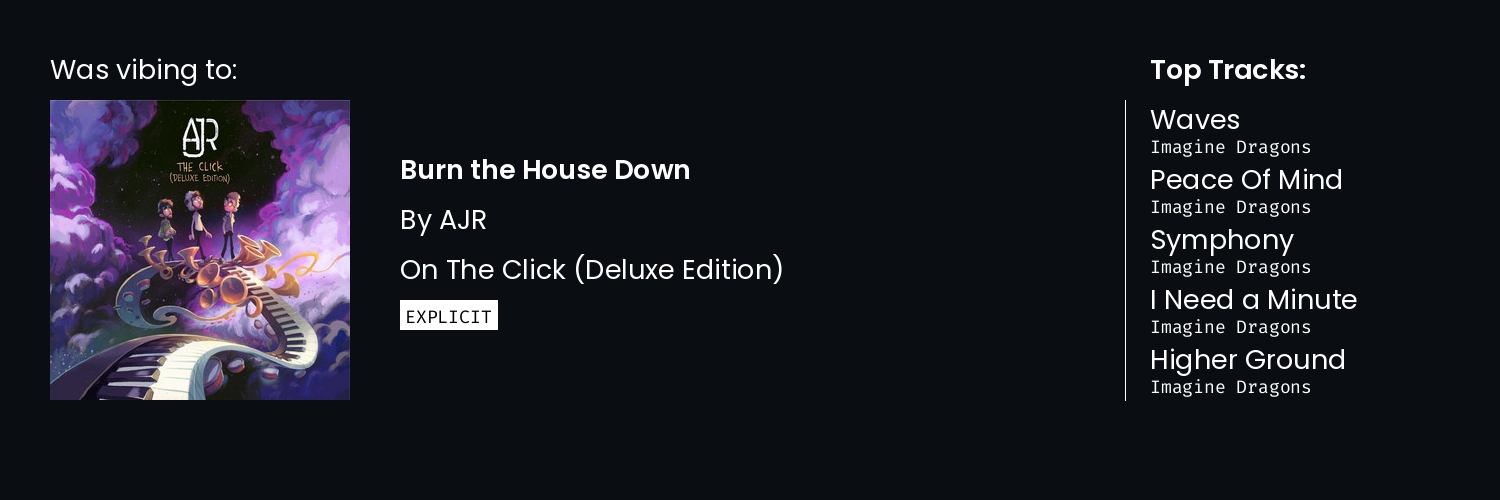 Was vibing to:
AJR
THE CLICK
(DELUXE EDITION)
Burn the House Down
By AJR
On The Click (Deluxe Edition)
EXPLICIT
Top Tracks:
Waves
Imagine Dragons
Peace Of Mind
Imagine Dragons
Symphony
Imagine Dragons
I Need a Minute
Imagine Dragons
Higher Ground
Imagine Dragons